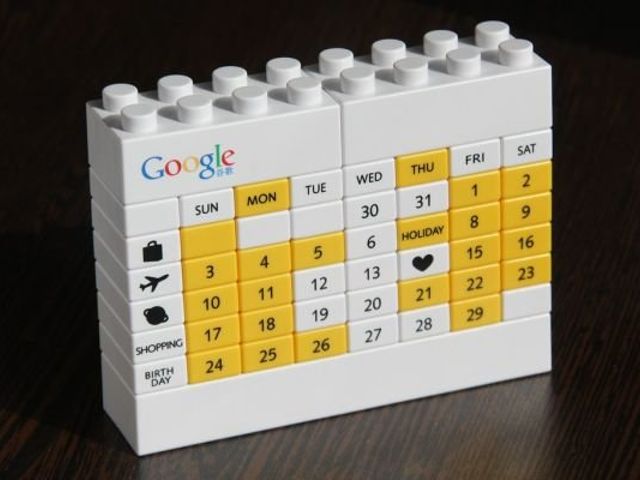 Google
谷歌
SUN MON TUE WED THU FRI SAT
30 31 1 2
3 4 5 6 HOLIDAY 8 9
10 11 12 13 15 16
SHOPPING 17 18 19 20 21 22 23
BIRTH
DAY 24 25 26 27 28 29